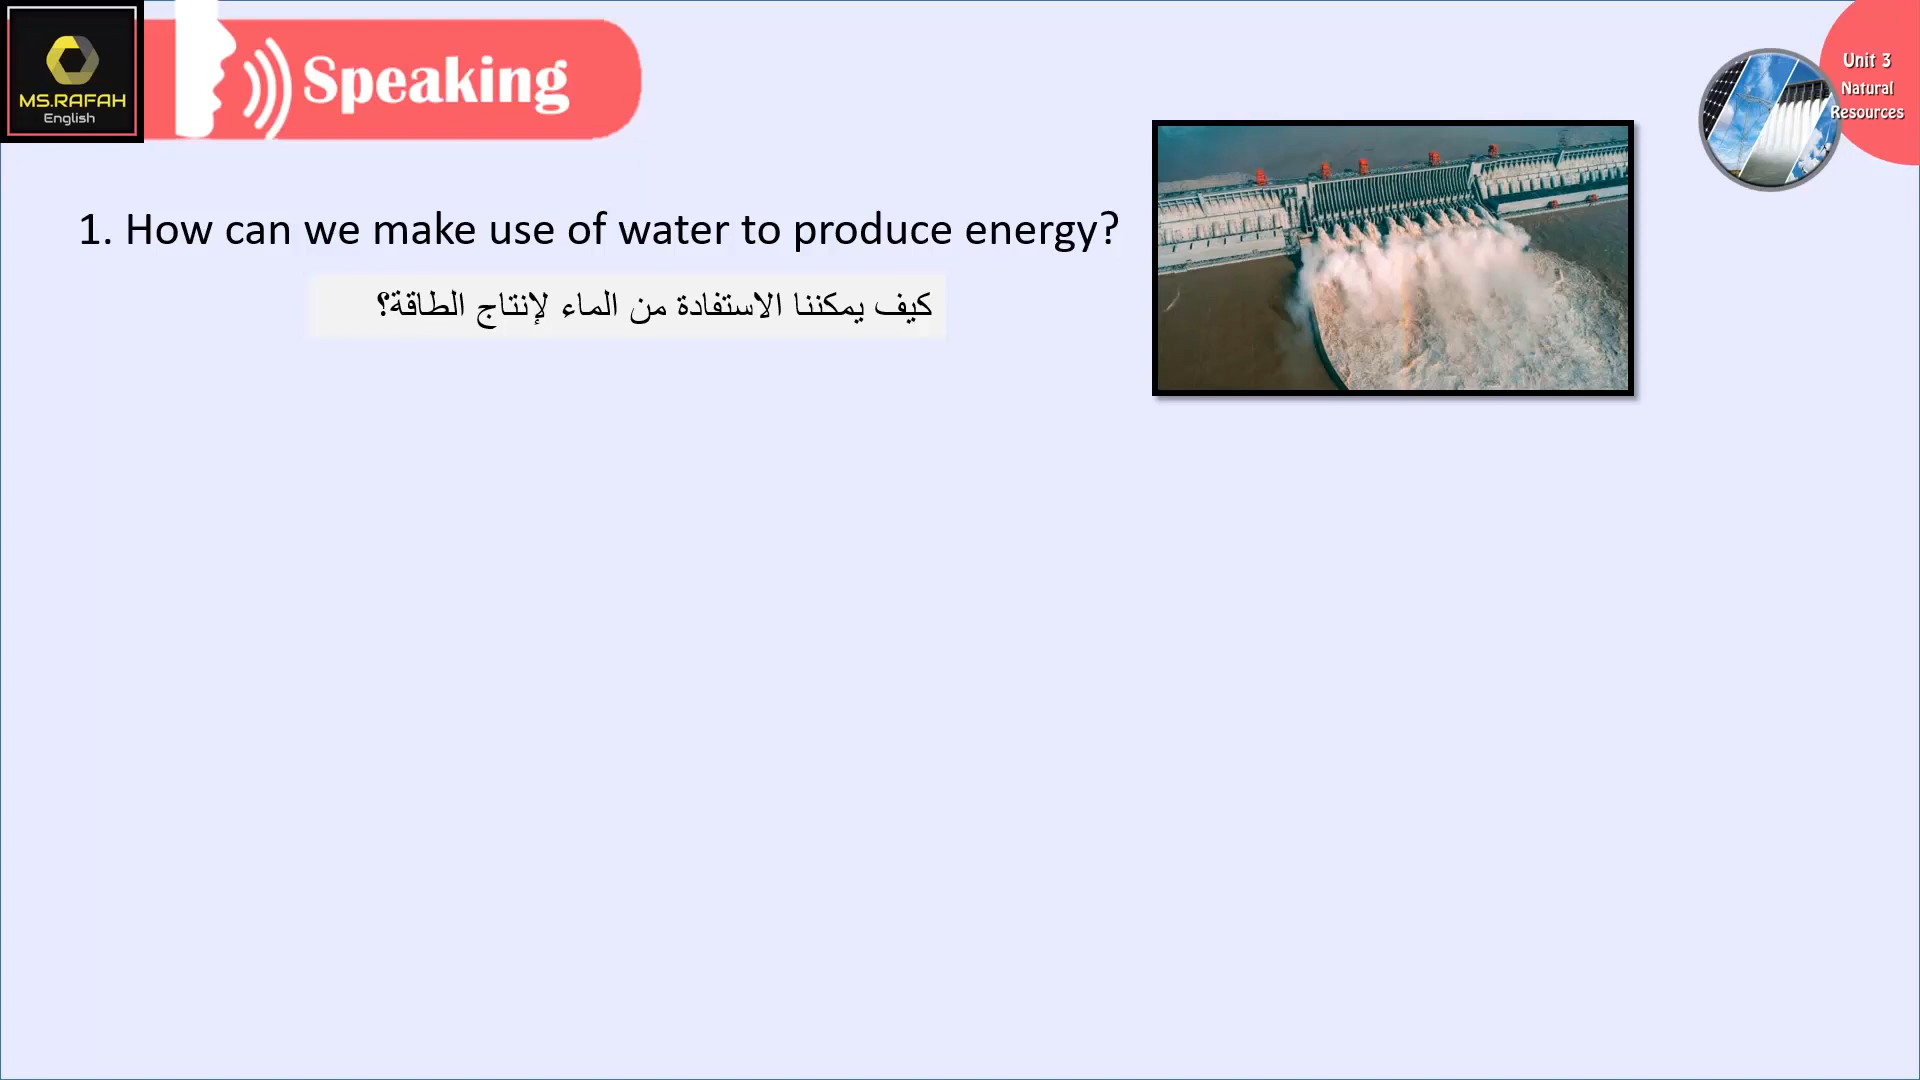 MS.RAFAH
English
Speaking
Unit 3
Natural
Resources
1. How can we make use of water to produce energy?
كيف يمكننا الاستفادة من الماء لإنتاج الطاقة؟